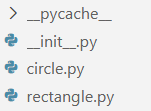 __pycache__
__init__.py
circle.py
rectangle.py